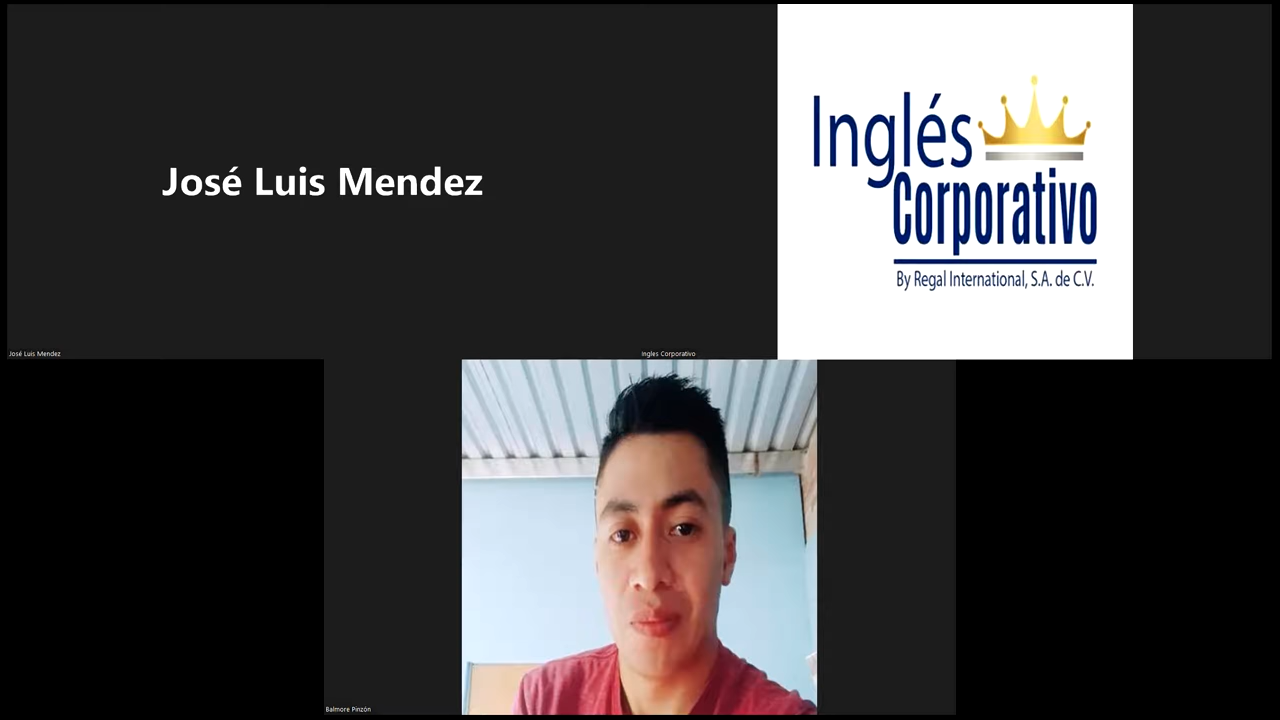 José Luis Mendez
Inglés
Corporativo
By Regal International, S.A. de C.V.
José Luis Mendez
Ingles Corporativo
Balmore Pinzón